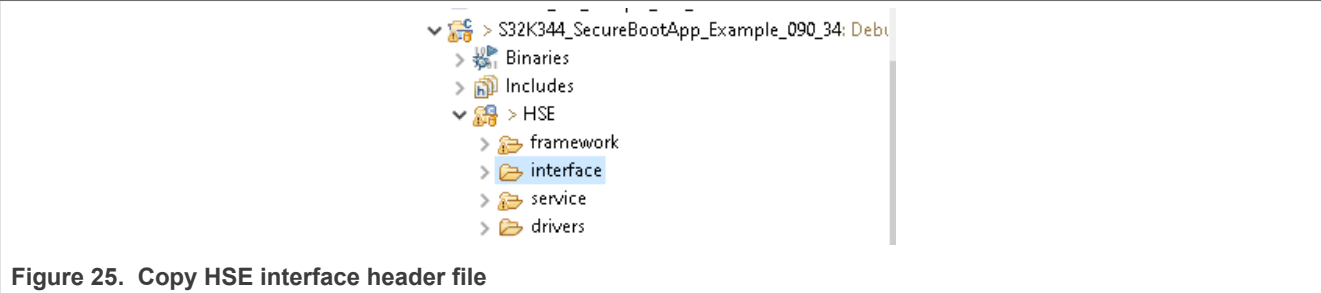 > S32K344_SecureBootApp_Example_090_34: Debu
> Binaries
> Includes
> HSE
> framework
> interface
> service
> drivers
Figure 25. Copy HSE interface header file